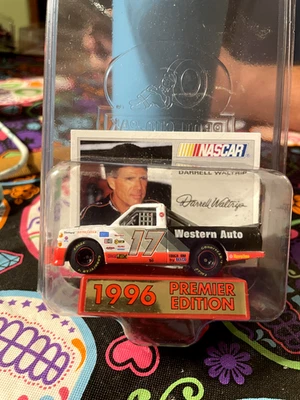 NASCAR
DARRELL WALTRIP
Darrell Waltrip
Western Auto
17
1996
PREMIER
EDITION